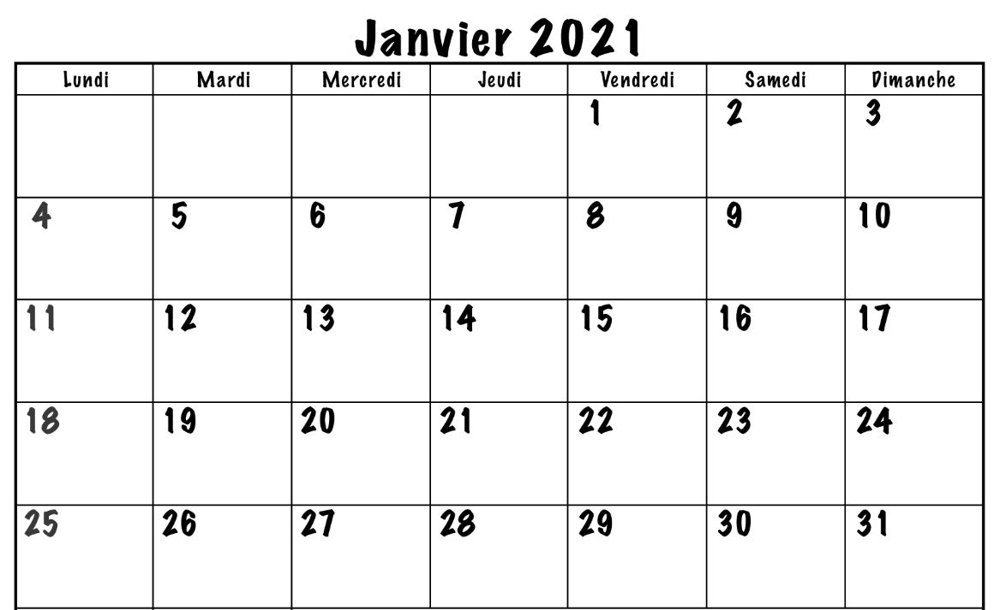 Janvier 2021
Lundi Mardi Mercredi Jeudi Vendredi Samedi Dimanche
1 2 3
4 5 6 7 8 9 10
11 12 13 14 15 16 17
18 19 20 21 22 23 24
25 26 27 28 29 30 31